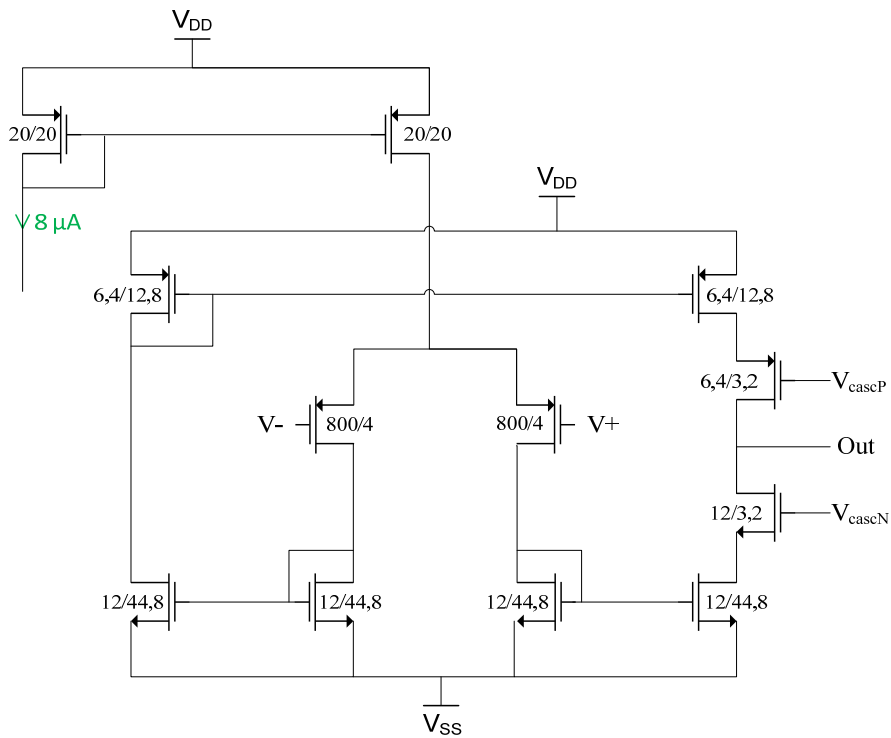 VDD
20/20 20/20
8 µA
VDD
6,4/12,8 6,4/12,8
6,4/3,2 VcascP
V- 800/4 800/4 V+
Out
12/3,2 VcascN
12/44,8 12/44,8 12/44,8 12/44,8
VSS